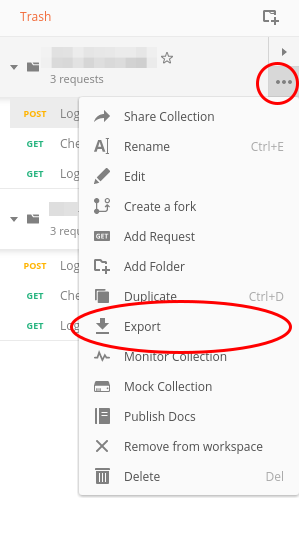 Trash
3 requests
POST Log
GET Che
GET Log
3 requ
POST Log
GET Che
GET Log
Share Collection
Rename Ctrl+E
Edit
Create a fork
GET Add Request
Add Folder
Duplicate Ctrl+D
Export
Monitor Collection
Mock Collection
Publish Docs
Remove from workspace
Delete Del